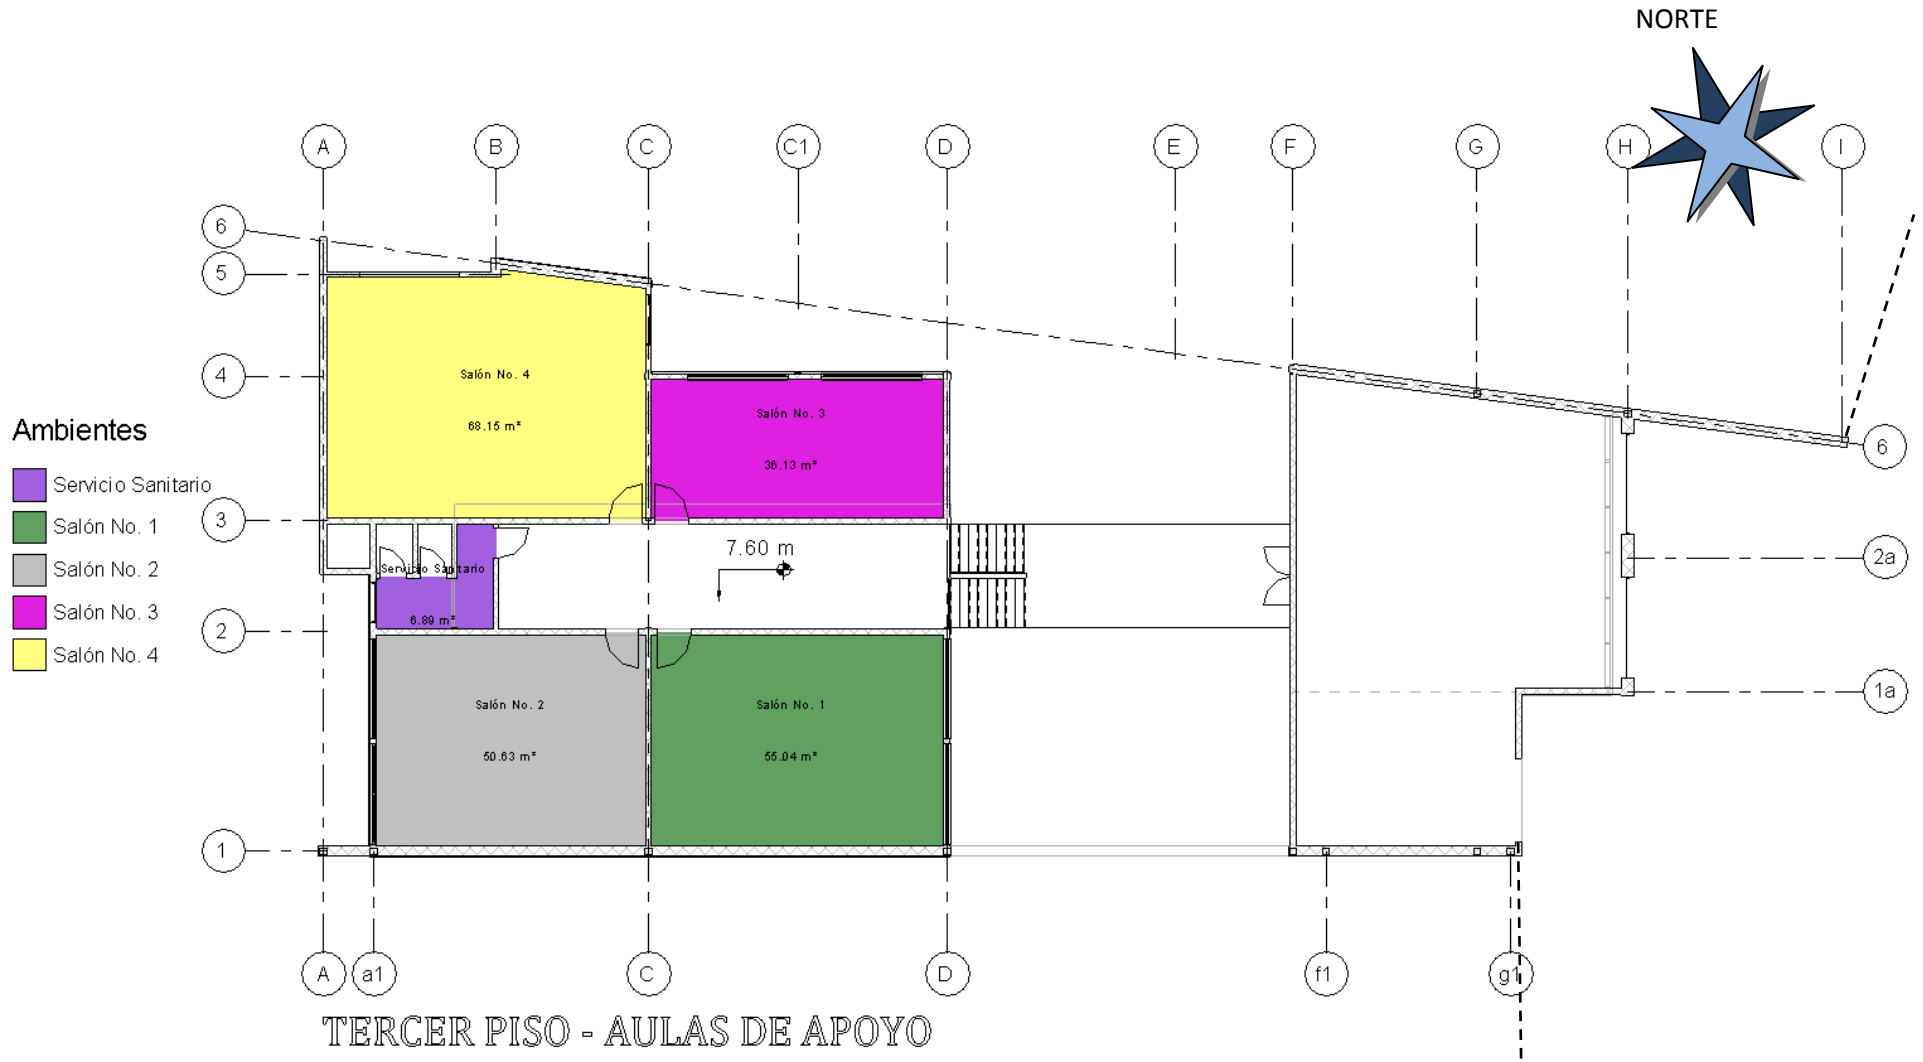 NORTE
A B C C1 D E F G H I
6
5
4
Salón No. 4
68.15 m²
Salón No. 3
36.13 m²
Ambientes
Servicio Sanitario
Salón No. 1
Salón No. 2
Salón No. 3
Salón No. 4
6
3
7.60 m
2a
Servicio Sanitario
6.89 m²
2
1a
Salón No. 2
50.63 m²
Salón No. 1
55.04 m²
1
A a1 C D f1 g1
TERCER PISO - AULAS DE APOYO